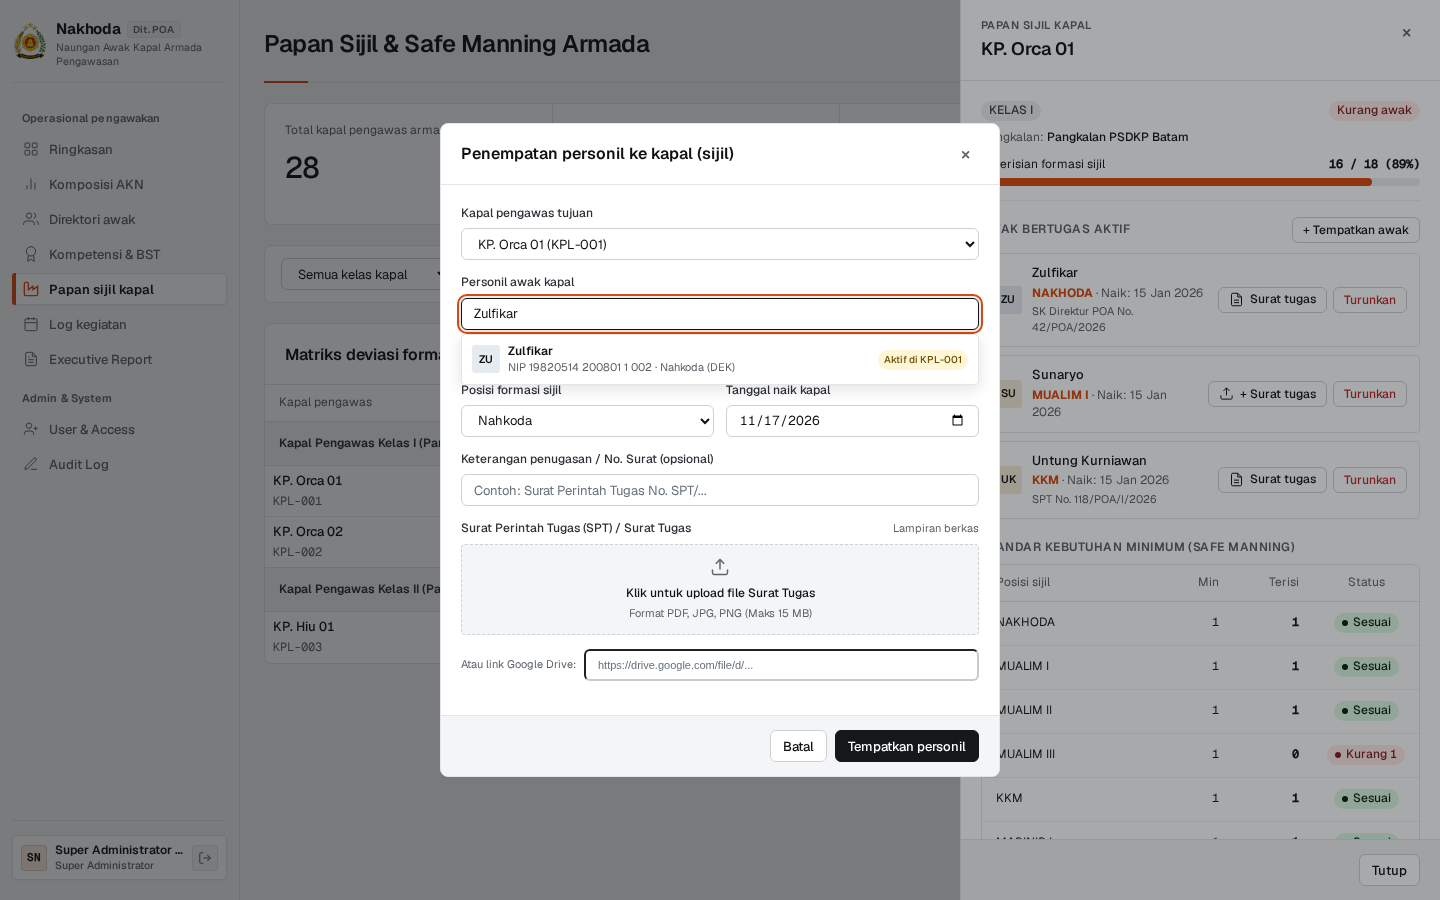 Nakhoda
Dit. POA
Naungan Awak Kapal Armada
Pengawasan
Operasional pengawakan
Ringkasan
Komposisi AKN
Direktori awak
Kompetensi & BST
Papan sijil kapal
Log kegiatan
Executive Report
Admin & System
User & Access
Audit Log
SN
Super Administrator ...
Super Administrator
Papan Sijil & Safe Manning Armada
Total kapal pengawas arma
28
Semua kelas kapal
Matriks deviasi forma
Kapal pengawas
Kapal Pengawas Kelas I (Pa
KP. Orca 01
KPL-001
KP. Orca 02
KPL-002
Kapal Pengawas Kelas II (Pa
KP. Hiu 01
KPL-003
Penempatan personil ke kapal (sijil)
×
Kapal pengawas tujuan
KP. Orca 01 (KPL-001)
Personil awak kapal
Zulfikar
ZU
Zulfikar
NIP 19820514 200801 1 002 · Nahkoda (DEK)
Aktif di KPL-001
Posisi formasi sijil
Tanggal naik kapal
Nahkoda
11/17/2026
Keterangan penugasan / No. Surat (opsional)
Contoh: Surat Perintah Tugas No. SPT/...
Surat Perintah Tugas (SPT) / Surat Tugas
Lampiran berkas
Klik untuk upload file Surat Tugas
Format PDF, JPG, PNG (Maks 15 MB)
Atau link Google Drive:
https://drive.google.com/file/d/...
Batal
Tempatkan personil
PAPAN SIJIL KAPAL
KP. Orca 01
×
KELAS I
Kurang awak
ngkalan: Pangkalan PSDKP Batam
erisian formasi sijil
16 / 18 (89%)
AK BERTUGAS AKTIF
+ Tempatkan awak
ZU
Zulfikar
NAKHODA · Naik: 15 Jan 2026
SK Direktur POA No.
42/POA/2026
Surat tugas
Turunkan
SU
Sunaryo
MUALIM I · Naik: 15 Jan
2026
+ Surat tugas
Turunkan
UK
Untung Kurniawan
KKM · Naik: 15 Jan 2026
SPT No. 118/POA/I/2026
Surat tugas
Turunkan
ANDAR KEBUTUHAN MINIMUM (SAFE MANNING)
Posisi sijil
Min
Terisi
Status
NAKHODA
1
1
Sesuai
MUALIM I
1
1
Sesuai
MUALIM II
1
1
Sesuai
MUALIM III
1
0
Kurang 1
KKM
1
1
Sesuai
Tutup